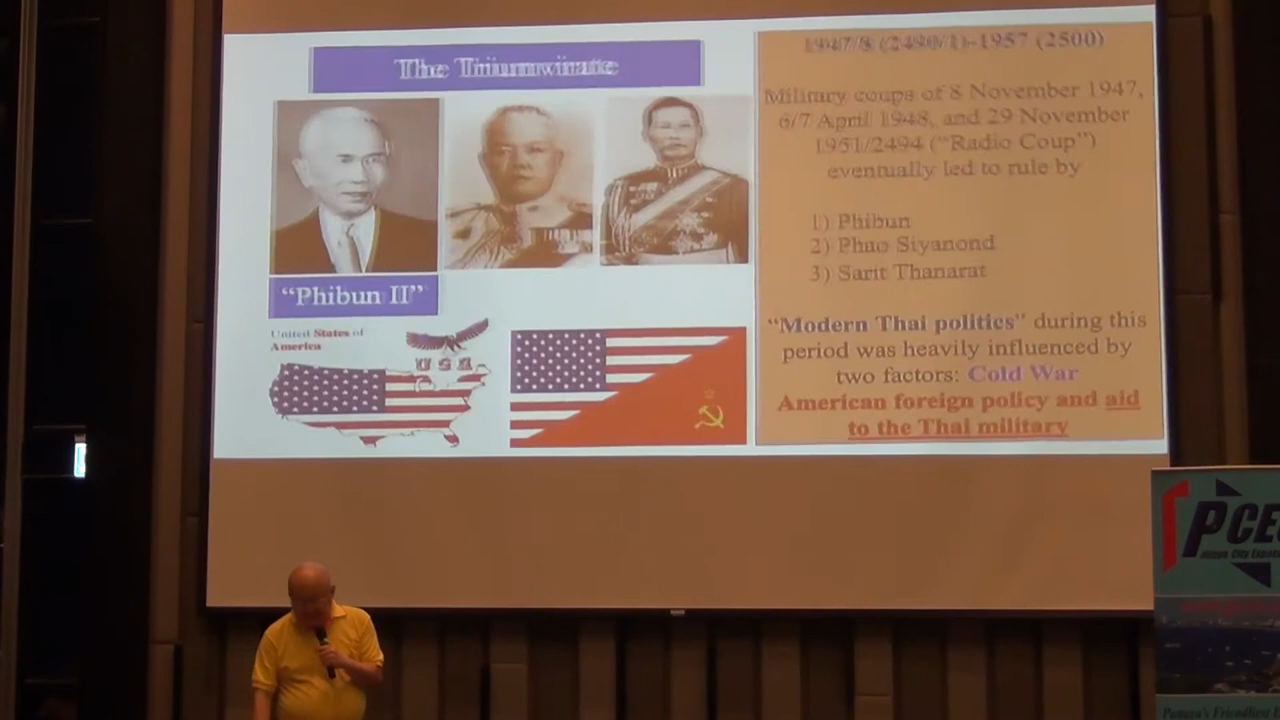 The Triumvirate
"Phibun II"
United States of
America
USA
1947/8 (2490/1)-1957 (2500)
Military coups of 8 November 1947,
6/7 April 1948, and 29 November
1951/2494 ("Radio Coup")
eventually led to rule by
1) Phibun
2) Phao Siyanond
3) Sarit Thanarat
"Modern Thai politics" during this
period was heavily influenced by
two factors: Cold War
American foreign policy and aid
to the Thai military
PCE
City
Friendliest